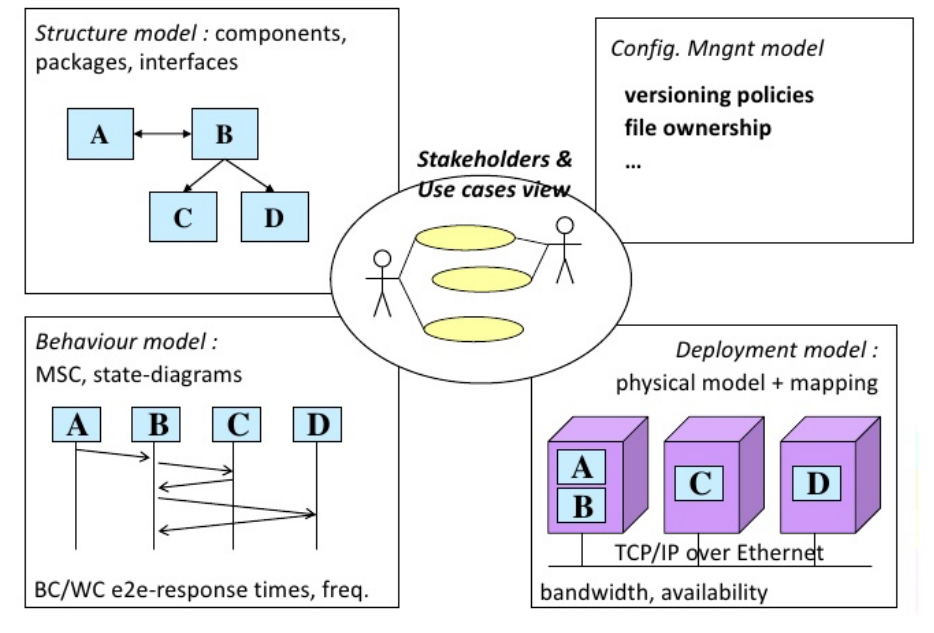 Structure model : components,
packages, interfaces
A
B
C
D
Config. Mngnt model
versioning policies
file ownership
...
Stakeholders &
Use cases view
Behaviour model :
MSC, state-diagrams
A
B
C
D
BC/WC e2e-response times, freq.
Deployment model :
physical model + mapping
A
B
C
D
TCP/IP over Ethernet
bandwidth, availability